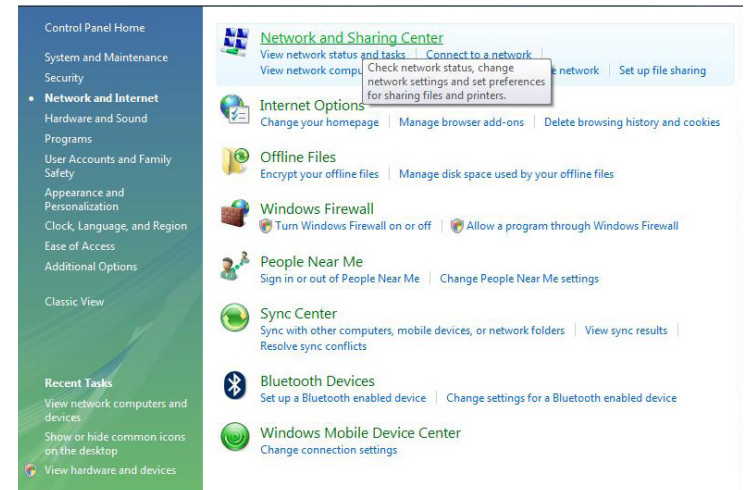 Control Panel Home
System and Maintenance
Security
Network and Internet
Hardware and Sound
Programs
User Accounts and Family
Safety
Appearance and
Personalization
Clock, Language, and Region
Ease of Access
Additional Options
Classic View
Recent Tasks
View network computers and
devices
Show or hide common icons
on the desktop
View hardware and devices
Network and Sharing Center
View network status and tasks Connect to a network
View network network Set up file sharing
Check network status, change
network settings and set preferences
for sharing files and printers.
Internet Options
Change your homepage Manage browser add-ons Delete browsing history and cookies
Offline Files
Encrypt your offline files Manage disk space used by your offline files
Windows Firewall
Turn Windows Firewall on or off Allow a program through Windows Firewall
People Near Me
Sign in or out of People Near Me Change People Near Me settings
Sync Center
Sync with other computers, mobile devices, or network folders View sync results
Resolve sync conflicts
Bluetooth Devices
Set up a Bluetooth enabled device Change settings for a Bluetooth enabled device
Windows Mobile Device Center
Change connection settings